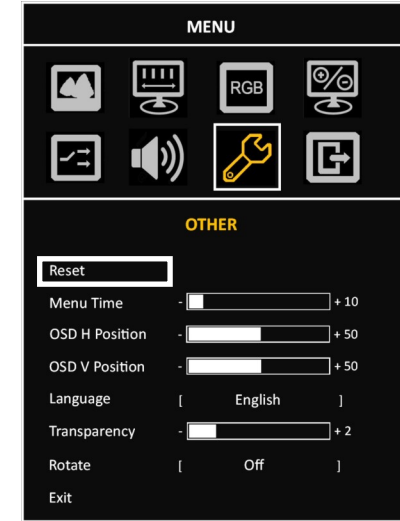 MENU
RGB
OTHER
Reset
Menu Time - + 10
OSD H Position - + 50
OSD V Position - + 50
Language [ English ]
Transparency - + 2
Rotate [ Off ]
Exit